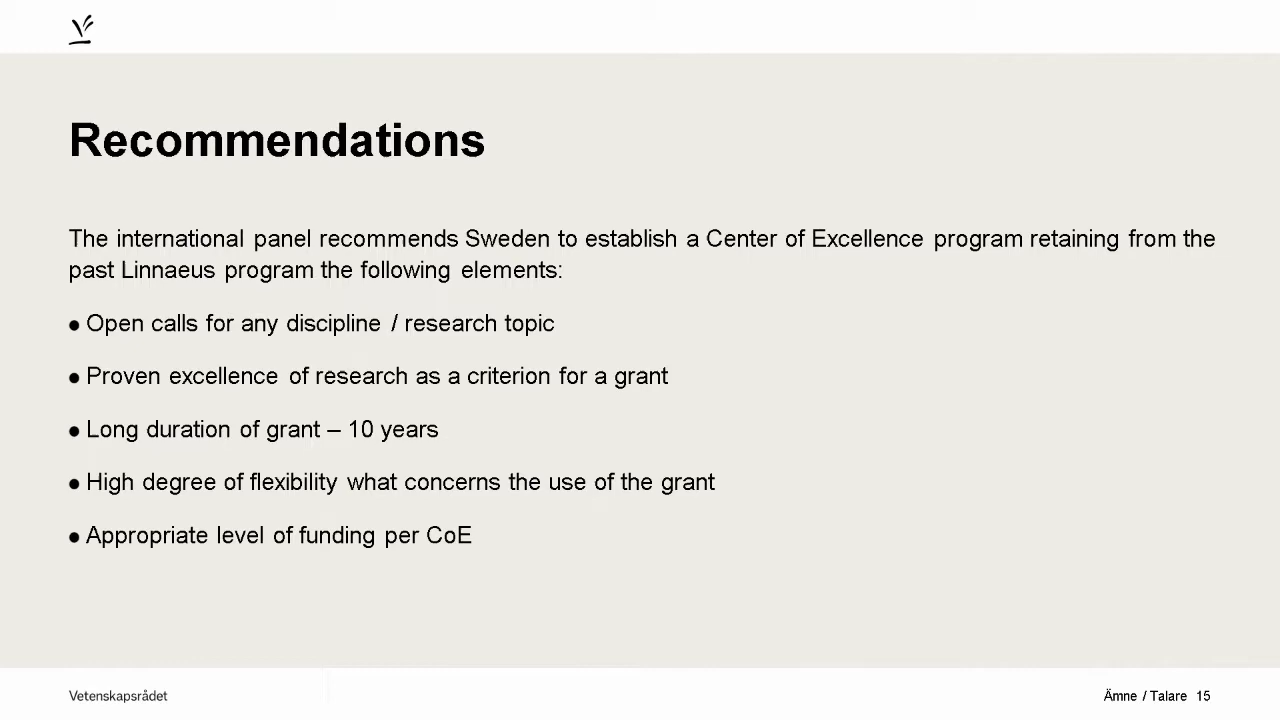 Recommendations
The international panel recommends Sweden to establish a Center of Excellence program retaining from the
past Linnaeus program the following elements:
● Open calls for any discipline / research topic
● Proven excellence of research as a criterion for a grant
● Long duration of grant – 10 years
● High degree of flexibility what concerns the use of the grant
● Appropriate level of funding per CoE
Vetenskapsrådet
Ämne / Talare 15